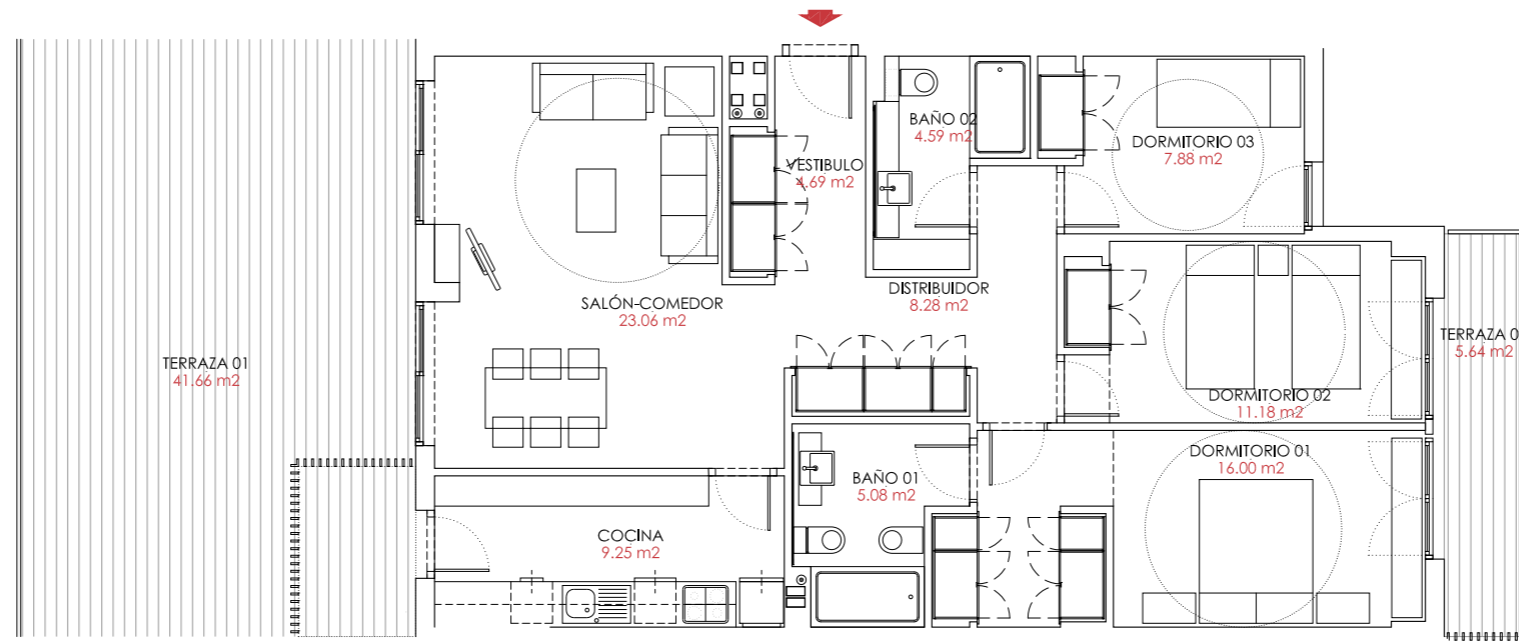 BAÑO 02
4.59 m2
DORMITORIO 03
7.88 m2
VESTIBULO
4.69 m2
SALÓN-COMEDOR
23.06 m2
DISTRIBUIDOR
8.28 m2
TERRAZA 01
41.66 m2
TERRAZA 0
5.64 m2
DORMITORIO 02
11.18 m2
DORMITORIO 01
16.00 m2
BAÑO 01
5.08 m2
COCINA
9.25 m2